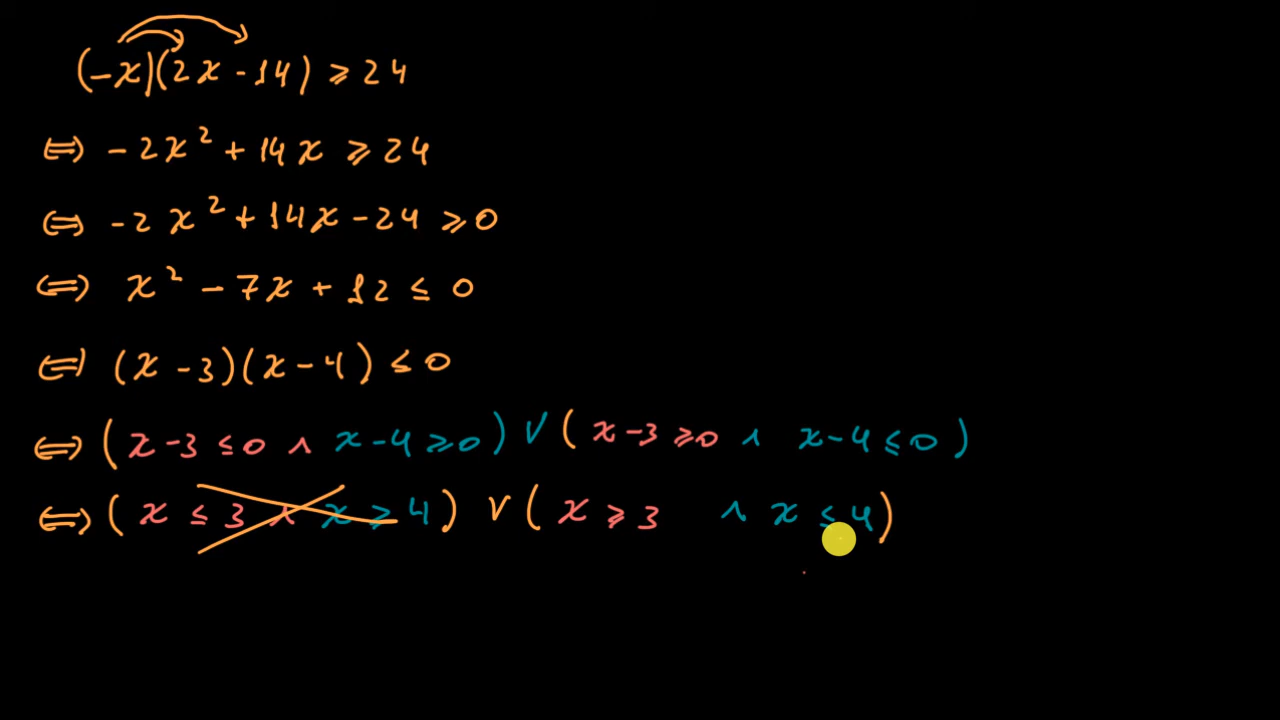 (-x)(2x-14) ≥ 24
⇔ -2x² + 14x ≥ 24
⇔ -2x² + 14x - 24 ≥ 0
⇔ x² - 7x + 12 ≤ 0
⇔ (x-3)(x-4) ≤ 0
⇔ (x-3 ≤ 0 ∧ x-4 ≥ 0) ∨ (x-3 ≥ 0 ∧ x-4 ≤ 0)
⇔ (x ≤ 3 ∧ x ≥ 4) ∨ (x ≥ 3 ∧ x ≤ 4)